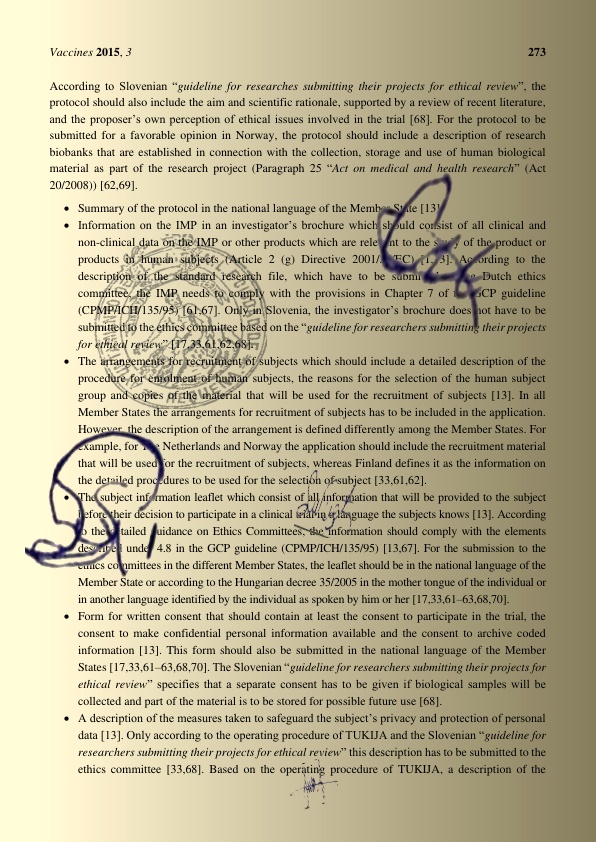 Vaccines 2015, 3 273
According to Slovenian “guideline for researches submitting their projects for ethical review”, the
protocol should also include the aim and scientific rationale, supported by a review of recent literature,
and the proposer’s own perception of ethical issues involved in the trial [68]. For the protocol to be
submitted for a favorable opinion in Norway, the protocol should include a description of research
biobanks that are established in connection with the collection, storage and use of human biological
material as part of the research project (Paragraph 25 “Act on medical and health research” (Act
20/2008)) [62,69].
• Summary of the protocol in the national language of the Member State [13].
• Information on the IMP in an investigator’s brochure which should consist of all clinical and
non-clinical data on the IMP or other products which are relevant to the of the product or
products in human subjects (Article 2 (g) Directive According to the
description of the standard research file, which have to be Dutch ethics
committee, the IMP needs to comply with the provisions in Chapter 7 of GCP guideline
(CPMP/ICH/135/95) [61,67]. Only in Slovenia, the investigator’s brochure does not have to be
submitted to the ethics committee based on the “guideline for researchers submitting their projects
for ethical review” [17,33,61,62,68].
• The arrangements for recruitment of subjects which should include a detailed description of the
procedure for enrolment of human subjects, the reasons for the selection of the human subject
group and copies of the material that will be used for the recruitment of subjects [13]. In all
Member States the arrangements for recruitment of subjects has to be included in the application.
However, the description of the arrangement is defined differently among the Member States. For
example, for the Netherlands and Norway the application should include the recruitment material
that will be used for the recruitment of subjects, whereas Finland defines it as the information on
the detailed procedures to be used for the selection of subject [33,61,62].
• The subject information leaflet which consist of all information that will be provided to the subject
before their decision to participate in a clinical trial in a language the subjects knows [13]. According
to the detailed guidance on Ethics Committees, the information should comply with the elements
described under 4.8 in the GCP guideline (CPMP/ICH/135/95) [13,67]. For the submission to the
ethics committees in the different Member States, the leaflet should be in the national language of the
Member State or according to the Hungarian decree 35/2005 in the mother tongue of the individual or
in another language identified by the individual as spoken by him or her [17,33,61–63,68,70].
• Form for written consent that should contain at least the consent to participate in the trial, the
consent to make confidential personal information available and the consent to archive coded
information [13]. This form should also be submitted in the national language of the Member
States [17,33,61–63,68,70]. The Slovenian “guideline for researchers submitting their projects for
ethical review” specifies that a separate consent has to be given if biological samples will be
collected and part of the material is to be stored for possible future use [68].
• A description of the measures taken to safeguard the subject’s privacy and protection of personal
data [13]. Only according to the operating procedure of TUKIJA and the Slovenian “guideline for
researchers submitting their projects for ethical review” this description has to be submitted to the
ethics committee [33,68]. Based on the operating procedure of TUKIJA, a description of the